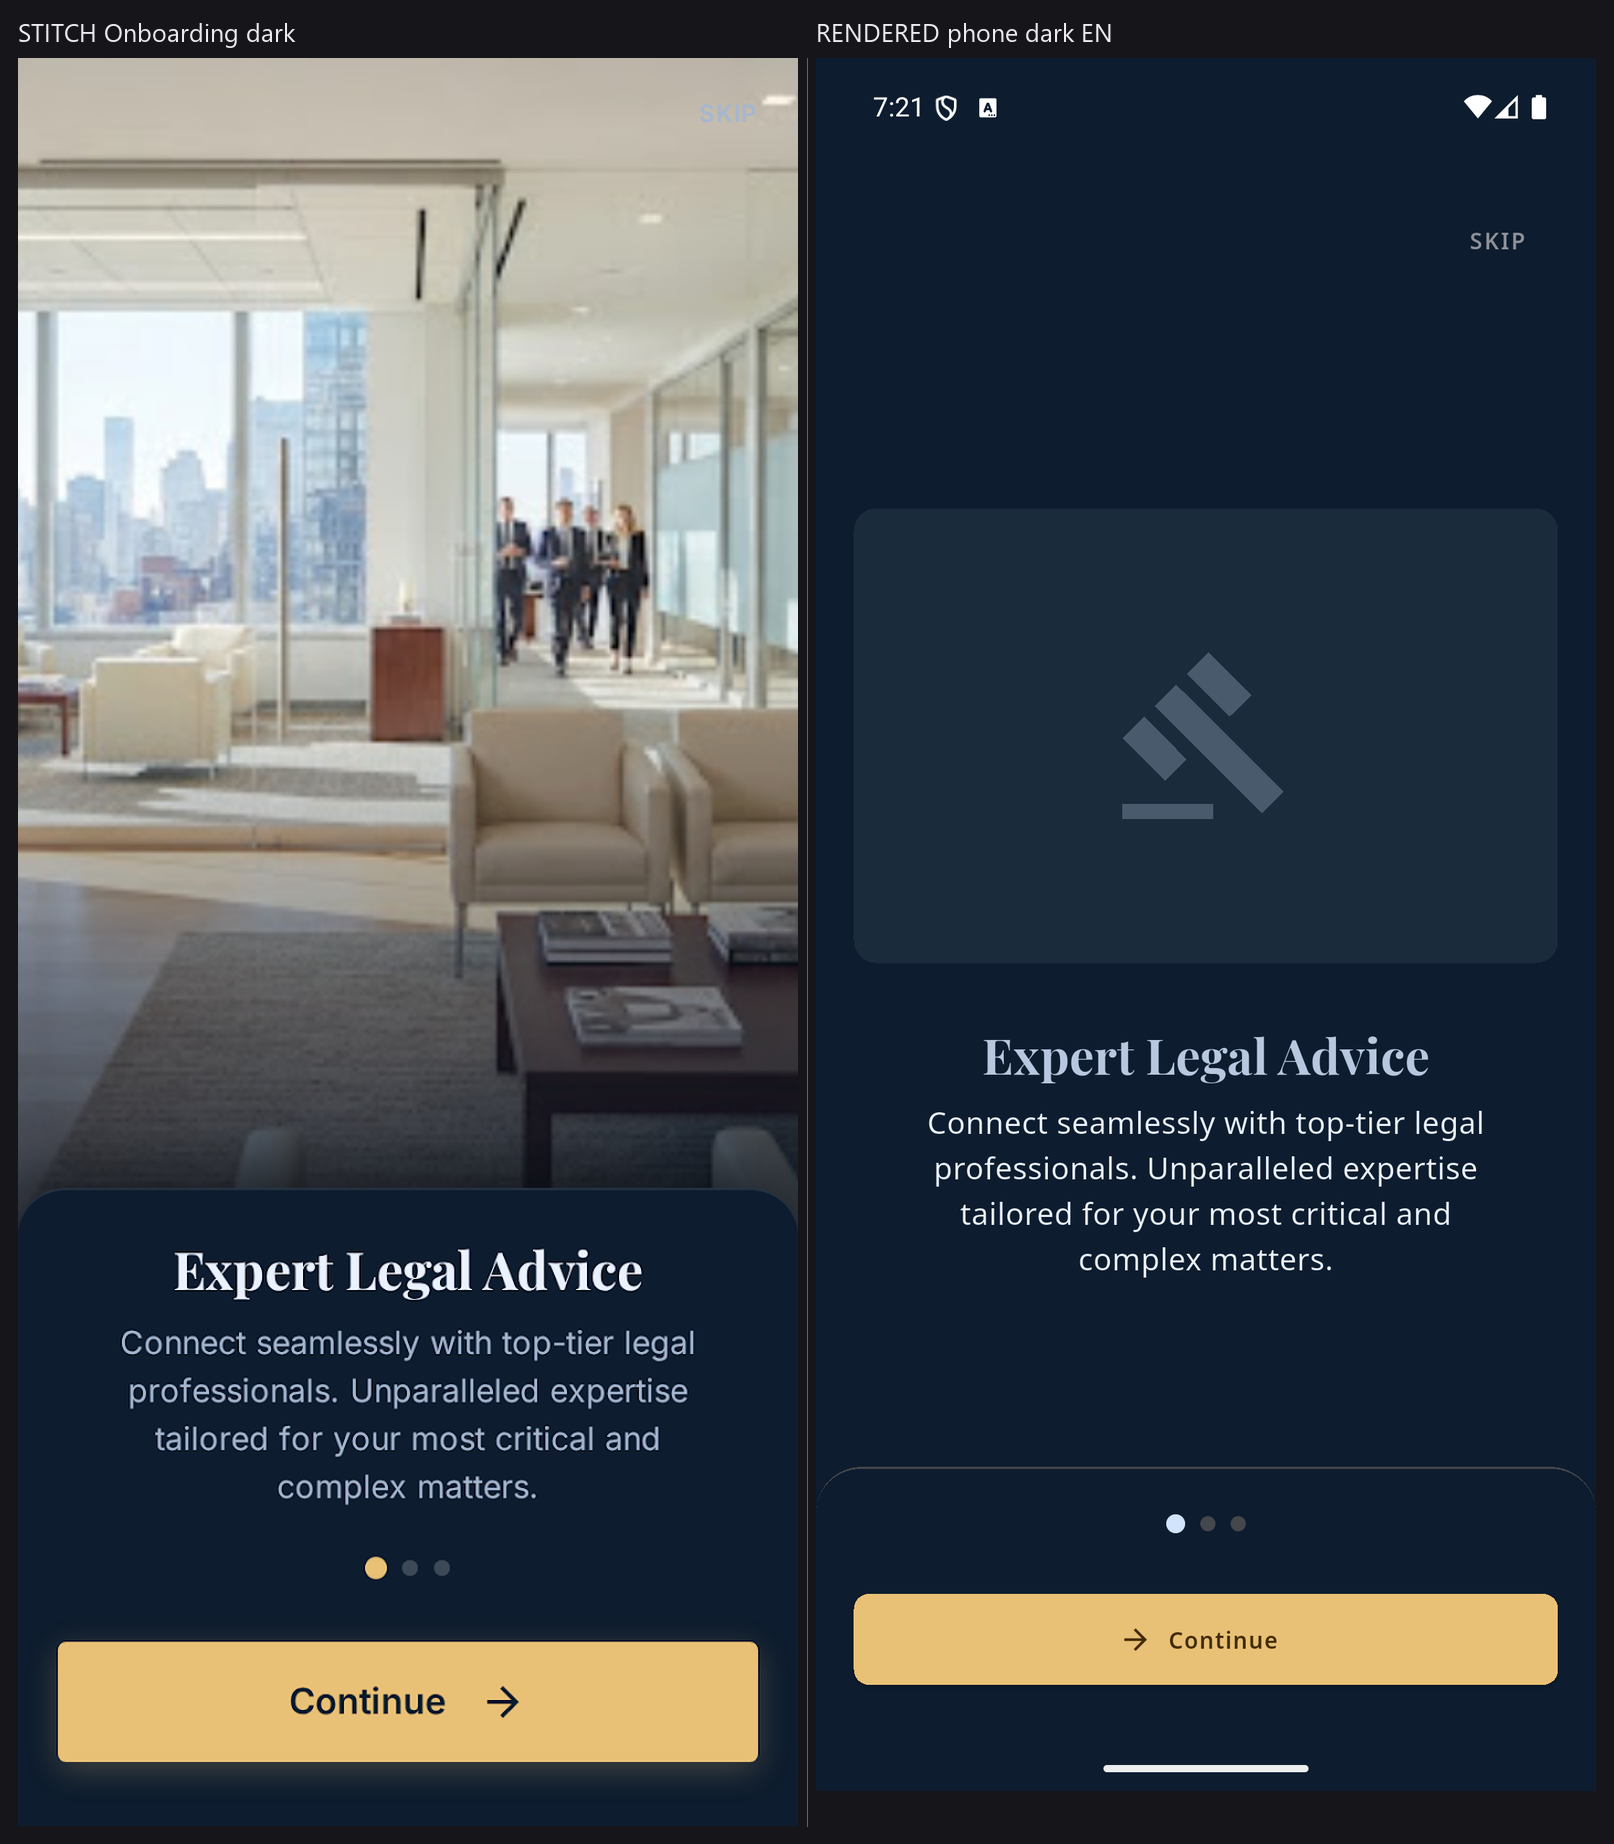 STITCH Onboarding dark
SKIP
Expert Legal Advice
Connect seamlessly with top-tier legal
professionals. Unparalleled expertise
tailored for your most critical and
complex matters.
Continue
RENDERED phone dark EN
7:21
A
SKIP
Expert Legal Advice
Connect seamlessly with top-tier legal
professionals. Unparalleled expertise
tailored for your most critical and
complex matters.
Continue